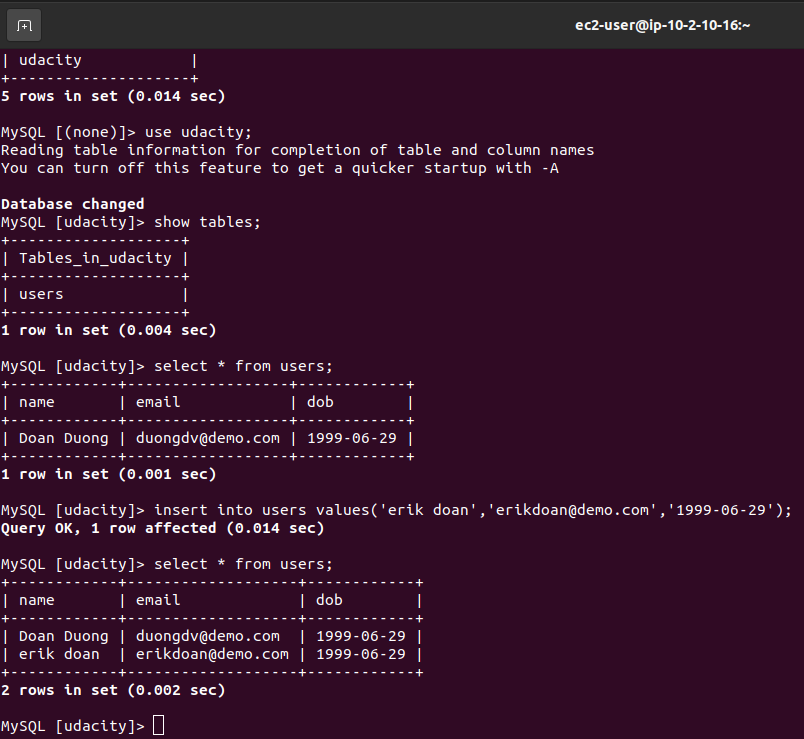 ec2-user@ip-10-2-10-16:~
| udacity            |
+--------------------+
5 rows in set (0.014 sec)
MySQL [(none)]> use udacity;
Reading table information for completion of table and column names
You can turn off this feature to get a quicker startup with -A
Database changed
MySQL [udacity]> show tables;
+-------------------+
| Tables_in_udacity |
+-------------------+
| users             |
+-------------------+
1 row in set (0.004 sec)
MySQL [udacity]> select * from users;
+------------+------------------+------------+
| name       | email            | dob        |
+------------+------------------+------------+
| Doan Duong | duongdv@demo.com | 1999-06-29 |
+------------+------------------+------------+
1 row in set (0.001 sec)
MySQL [udacity]> insert into users values('erik doan','erikdoan@demo.com','1999-06-29');
Query OK, 1 row affected (0.014 sec)
MySQL [udacity]> select * from users;
+------------+-------------------+------------+
| name       | email             | dob        |
+------------+-------------------+------------+
| Doan Duong | duongdv@demo.com  | 1999-06-29 |
| erik doan  | erikdoan@demo.com | 1999-06-29 |
+------------+-------------------+------------+
2 rows in set (0.002 sec)
MySQL [udacity]>